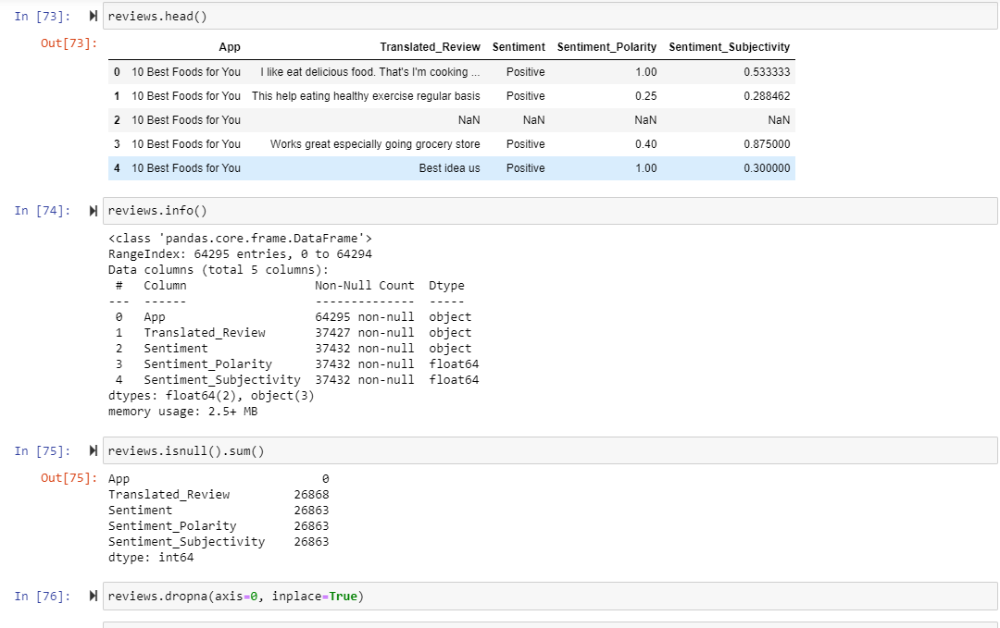 In [73]: reviews.head()
Out[73]:
App Translated_Review Sentiment Sentiment_Polarity Sentiment_Subjectivity
0 10 Best Foods for You I like eat delicious food. That's I'm cooking ... Positive 1.00 0.533333
1 10 Best Foods for You This help eating healthy exercise regular basis Positive 0.25 0.288462
2 10 Best Foods for You NaN NaN NaN NaN
3 10 Best Foods for You Works great especially going grocery store Positive 0.40 0.875000
4 10 Best Foods for You Best idea us Positive 1.00 0.300000
In [74]: reviews.info()
<class 'pandas.core.frame.DataFrame'>
RangeIndex: 64295 entries, 0 to 64294
Data columns (total 5 columns):
# Column Non-Null Count Dtype
--- ------ -------------- -----
0 App 64295 non-null object
1 Translated_Review 37427 non-null object
2 Sentiment 37432 non-null object
3 Sentiment_Polarity 37432 non-null float64
4 Sentiment_Subjectivity 37432 non-null float64
dtypes: float64(2), object(3)
memory usage: 2.5+ MB
In [75]: reviews.isnull().sum()
Out[75]: App 0
Translated_Review 26868
Sentiment 26863
Sentiment_Polarity 26863
Sentiment_Subjectivity 26863
dtype: int64
In [76]: reviews.dropna(axis=0, inplace=True)